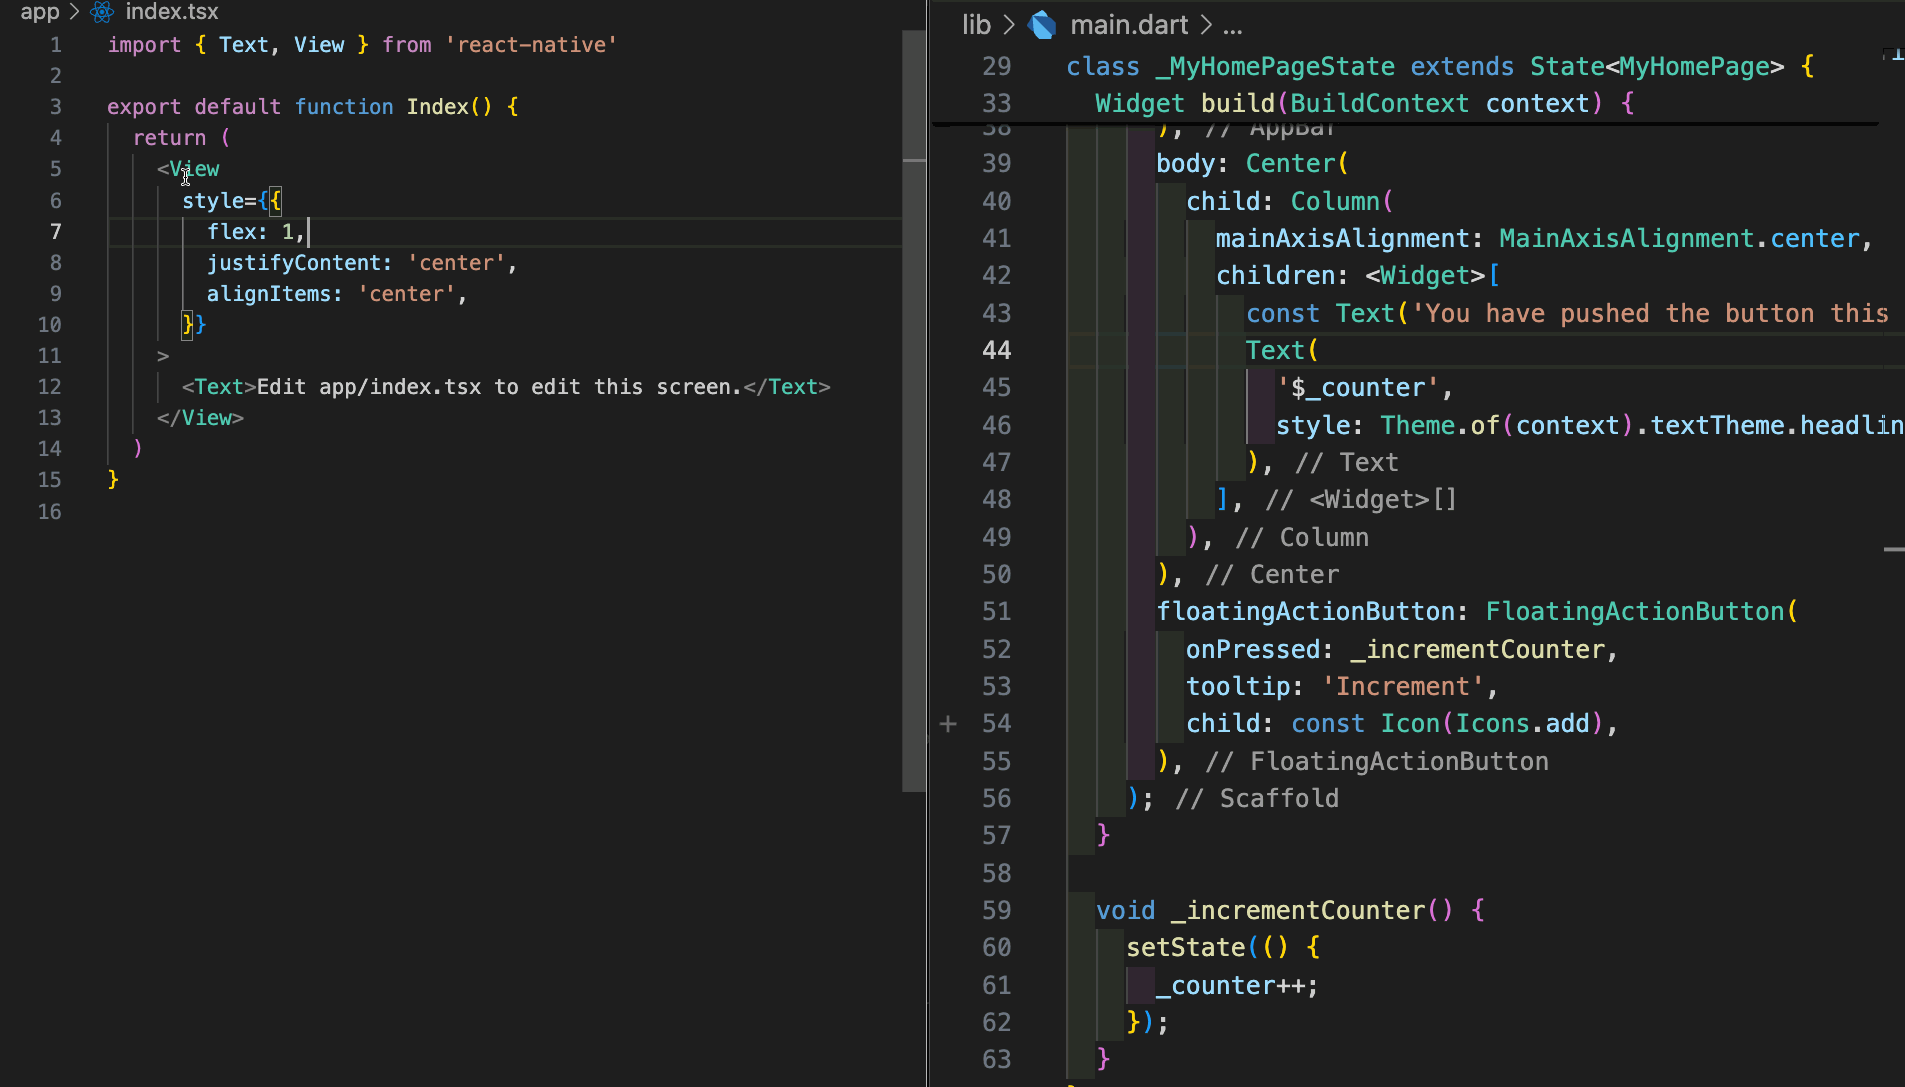 app > index.tsx
1 import { Text, View } from 'react-native'
2
3 export default function Index() {
4 return (
5 <View
6 style={{
7 flex: 1,
8 justifyContent: 'center',
9 alignItems: 'center',
10 }}
11 >
12 <Text>Edit app/index.tsx to edit this screen.</Text>
13 </View>
14 )
15 }
16
lib > main.dart > ...
29 class _MyHomePageState extends State<MyHomePage> {
33 Widget build(BuildContext context) {
38 ), // AppBar
39 body: Center(
40 child: Column(
41 mainAxisAlignment: MainAxisAlignment.center,
42 children: <Widget>[
43 const Text('You have pushed the button this
44 Text(
45 '$_counter',
46 style: Theme.of(context).textTheme.headlin
47 ), // Text
48 ], // <Widget>[]
49 ), // Column
50 ), // Center
51 floatingActionButton: FloatingActionButton(
52 onPressed: _incrementCounter,
53 tooltip: 'Increment',
54 child: const Icon(Icons.add),
55 ), // FloatingActionButton
56 ); // Scaffold
57 }
58
59 void _incrementCounter() {
60 setState(() {
61 _counter++;
62 });
63 }